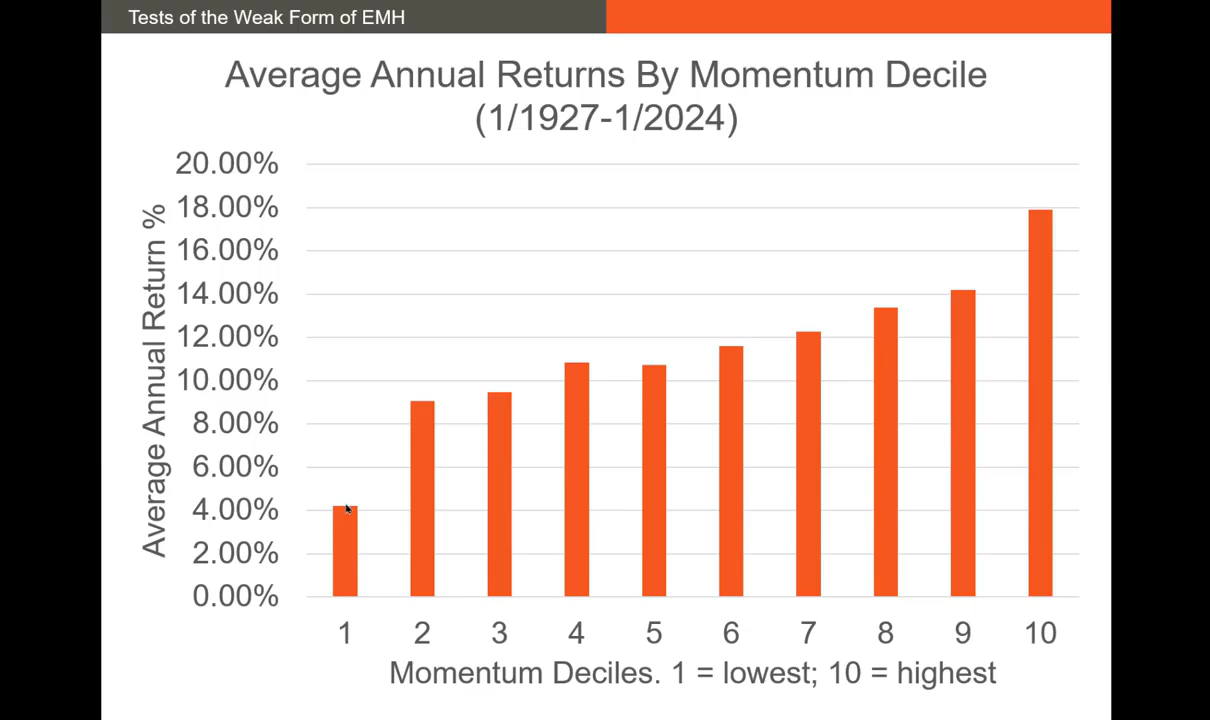 Tests of the Weak Form of EMH
Average Annual Returns By Momentum Decile
(1/1927-1/2024)
Average Annual Return %
20.00%
18.00%
16.00%
14.00%
12.00%
10.00%
8.00%
6.00%
4.00%
2.00%
0.00%
1 2 3 4 5 6 7 8 9 10
Momentum Deciles. 1 = lowest; 10 = highest